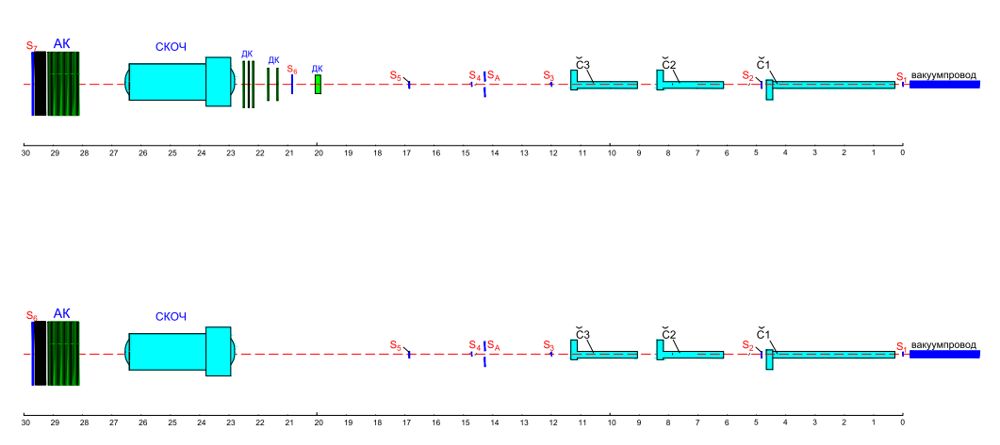 S7 АК СКОЧ ДК ДК S6 ДК S5 S4 SA S3 Č3 Č2 S2 Č1 S1 вакуумпровод
30 29 28 27 26 25 24 23 22 21 20 19 18 17 16 15 14 13 12 11 10 9 8 7 6 5 4 3 2 1 0
S6 АК СКОЧ S5 S4 SA S3 Č3 Č2 S2 Č1 S1 вакуумпровод
30 29 28 27 26 25 24 23 22 21 20 19 18 17 16 15 14 13 12 11 10 9 8 7 6 5 4 3 2 1 0